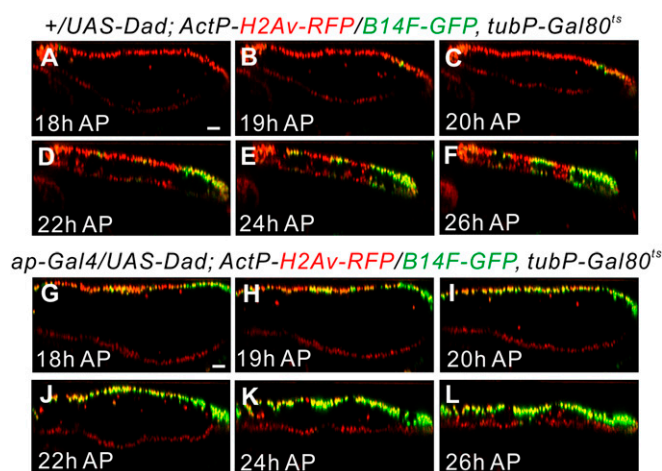 +/UAS-Dad; ActP-H2Av-RFP/B14F-GFP, tubP-Gal80ts
A B C
18h AP 19h AP 20h AP
D E F
22h AP 24h AP 26h AP
ap-Gal4/UAS-Dad; ActP-H2Av-RFP/B14F-GFP, tubP-Gal80ts
G H I
18h AP 19h AP 20h AP
J K L
22h AP 24h AP 26h AP